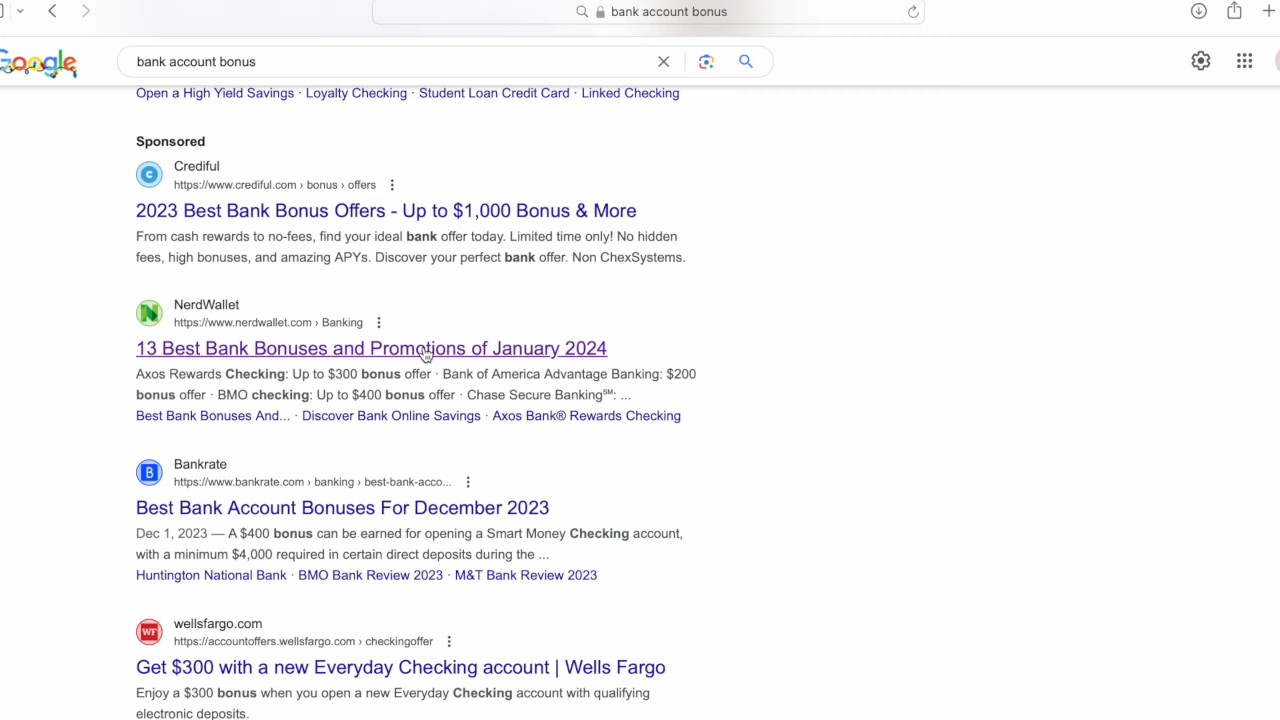 bank account bonus
Google
bank account bonus
Open a High Yield Savings · Loyalty Checking · Student Loan Credit Card · Linked Checking
Sponsored
Crediful
https://www.crediful.com › bonus › offers
2023 Best Bank Bonus Offers - Up to $1,000 Bonus & More
From cash rewards to no-fees, find your ideal bank offer today. Limited time only! No hidden
fees, high bonuses, and amazing APYs. Discover your perfect bank offer. Non ChexSystems.
NerdWallet
https://www.nerdwallet.com › Banking
13 Best Bank Bonuses and Promotions of January 2024
Axos Rewards Checking: Up to $300 bonus offer · Bank of America Advantage Banking: $200
bonus offer · BMO checking: Up to $400 bonus offer · Chase Secure Banking℠: ...
Best Bank Bonuses And... · Discover Bank Online Savings · Axos Bank® Rewards Checking
Bankrate
https://www.bankrate.com › banking › best-bank-acco...
Best Bank Account Bonuses For December 2023
Dec 1, 2023 — A $400 bonus can be earned for opening a Smart Money Checking account,
with a minimum $4,000 required in certain direct deposits during the ...
Huntington National Bank · BMO Bank Review 2023 · M&T Bank Review 2023
WF
wellsfargo.com
https://accountoffers.wellsfargo.com › checkingoffer
Get $300 with a new Everyday Checking account | Wells Fargo
Enjoy a $300 bonus when you open a new Everyday Checking account with qualifying
electronic deposits.